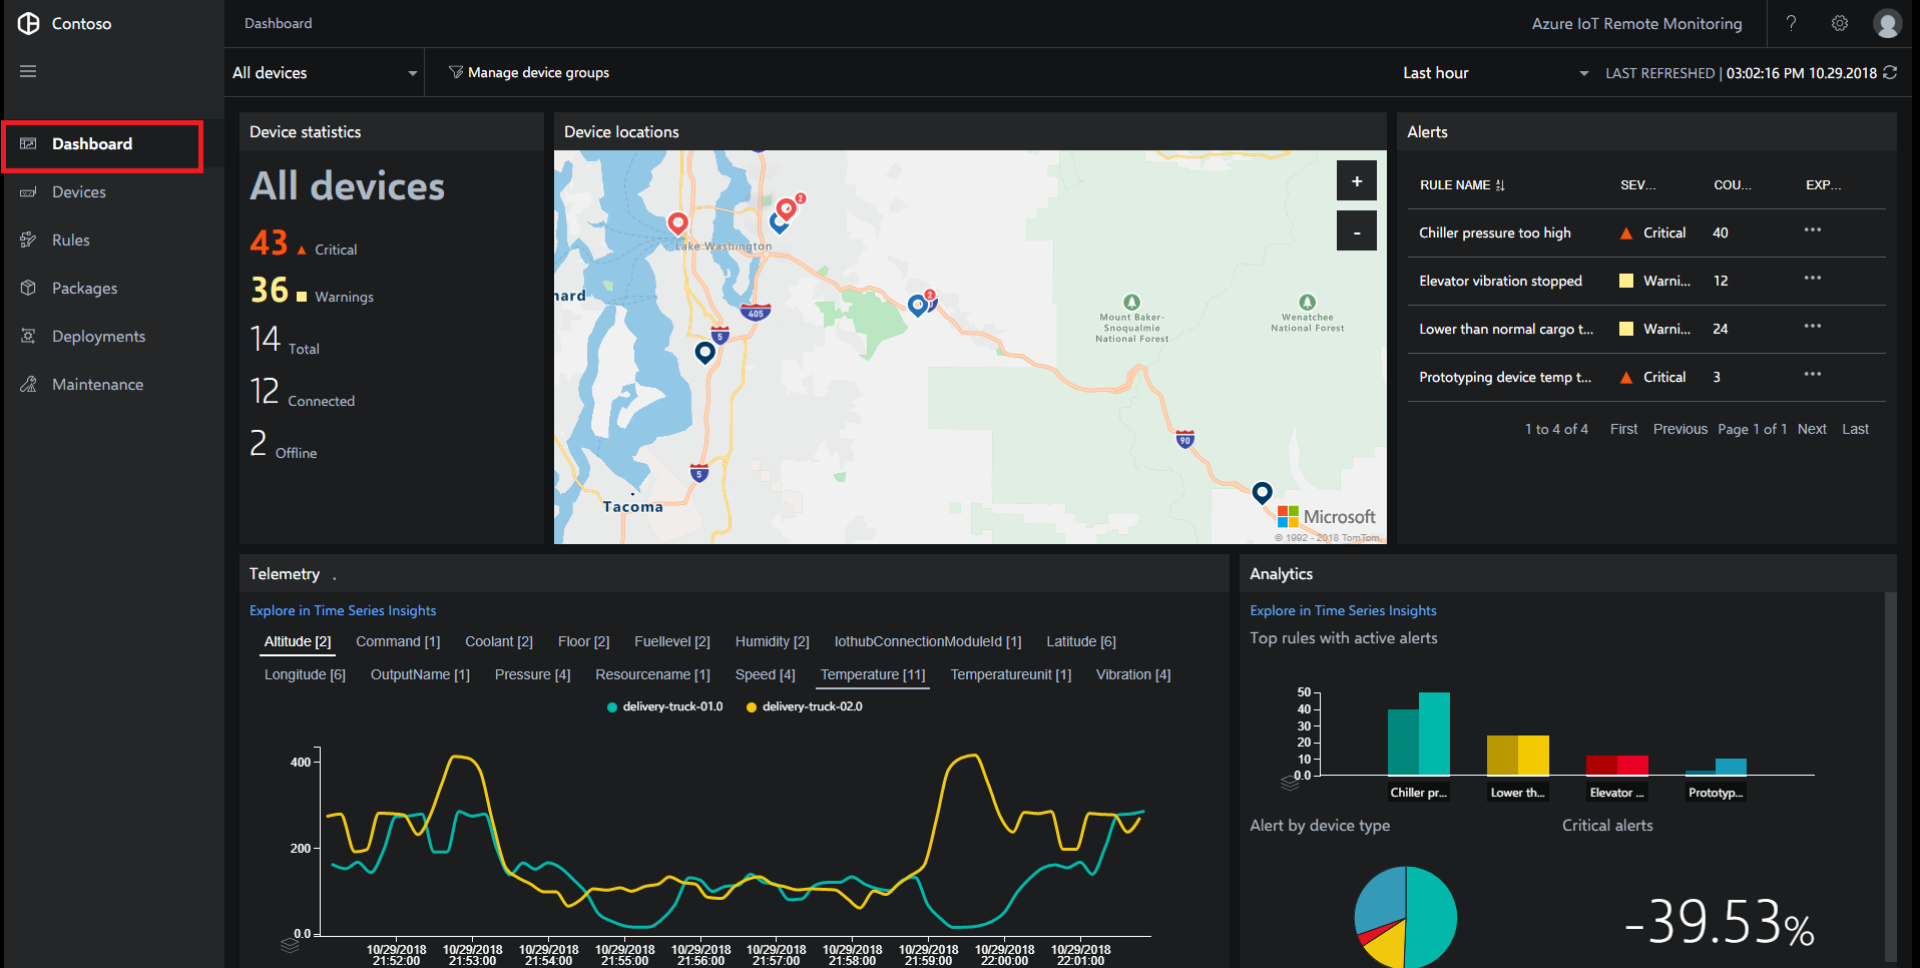 Contoso
Dashboard
Azure IoT Remote Monitoring
?
All devices
Manage device groups
Last hour
LAST REFRESHED | 03:02:16 PM 10.29.2018
Dashboard
Devices
Rules
Packages
Deployments
Maintenance
Device statistics
All devices
43 Critical
36 Warnings
14 Total
12 Connected
2 Offline
Device locations
+
-
2
Lake Washington
405
5
2
Mount Baker-
Snoqualmie
National Forest
Wenatchee
National Forest
90
5
Tacoma
Microsoft
© 1992 - 2018 TomTom
Alerts
RULE NAME SEV... COU... EXP...
Chiller pressure too high Critical 40 ...
Elevator vibration stopped Warni... 12 ...
Lower than normal cargo t... Warni... 24 ...
Prototyping device temp t... Critical 3 ...
1 to 4 of 4 First Previous Page 1 of 1 Next Last
Telemetry .
Explore in Time Series Insights
Altitude [2] Command [1] Coolant [2] Floor [2] Fuellevel [2] Humidity [2] IothubConnectionModuleId [1] Latitude [6]
Longitude [6] OutputName [1] Pressure [4] Resourcename [1] Speed [4] Temperature [11] Temperatureunit [1] Vibration [4]
delivery-truck-01.0 delivery-truck-02.0
400
200
0.0
10/29/2018 10/29/2018 10/29/2018 10/29/2018 10/29/2018 10/29/2018 10/29/2018 10/29/2018 10/29/2018 10/29/2018
21:52:00 21:53:00 21:54:00 21:55:00 21:56:00 21:57:00 21:58:00 21:59:00 22:00:00 22:01:00
Analytics
Explore in Time Series Insights
Top rules with active alerts
50
40
30
20
10
0.0
Chiller pr... Lower th... Elevator ... Prototyp...
Alert by device type
Critical alerts
-39.53%